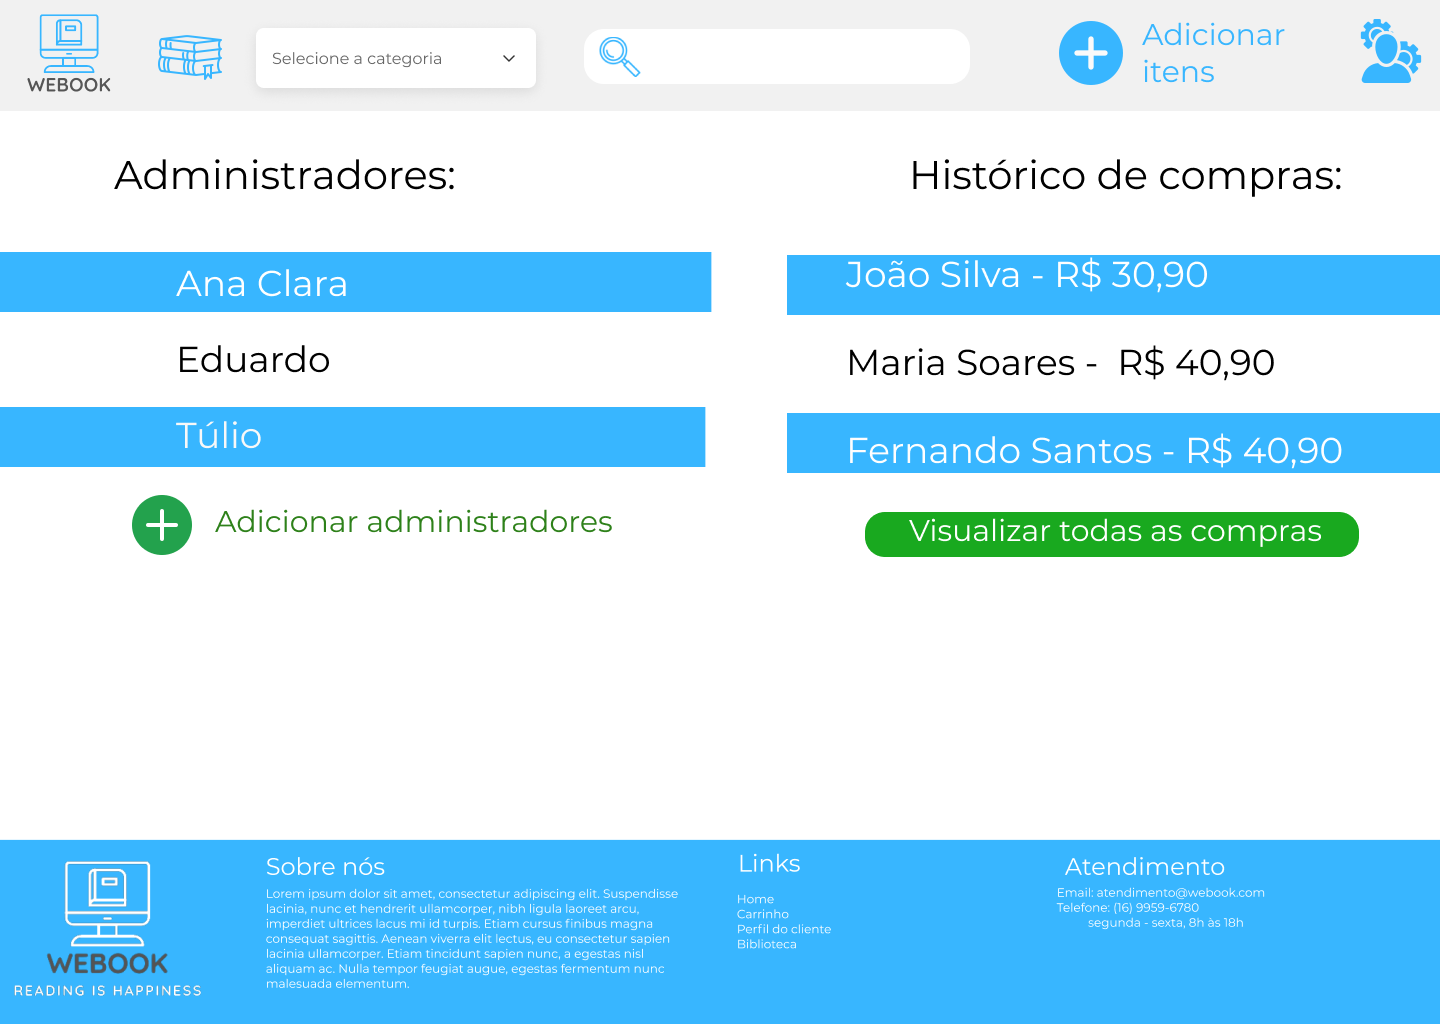 WEBOOK
Selecione a categoria
Adicionar
itens
Administradores:
Ana Clara
Eduardo
Túlio
Adicionar administradores
Histórico de compras:
João Silva - R$ 30,90
Maria Soares -  R$ 40,90
Fernando Santos - R$ 40,90
Visualizar todas as compras
WEBOOK
READING IS HAPPINESS
Sobre nós
Lorem ipsum dolor sit amet, consectetur adipiscing elit. Suspendisse
lacinia, nunc et hendrerit ullamcorper, nibh ligula laoreet arcu,
imperdiet ultrices lacus mi id turpis. Etiam cursus finibus magna
consequat sagittis. Aenean viverra elit lectus, eu consectetur sapien
lacinia ullamcorper. Etiam tincidunt sapien nunc, a egestas nisl
aliquam ac. Nulla tempor feugiat augue, egestas fermentum nunc
malesuada elementum.
Links
Home
Carrinho
Perfil do cliente
Biblioteca
Atendimento
Email: atendimento@webook.com
Telefone: (16) 9959-6780
segunda - sexta, 8h às 18h